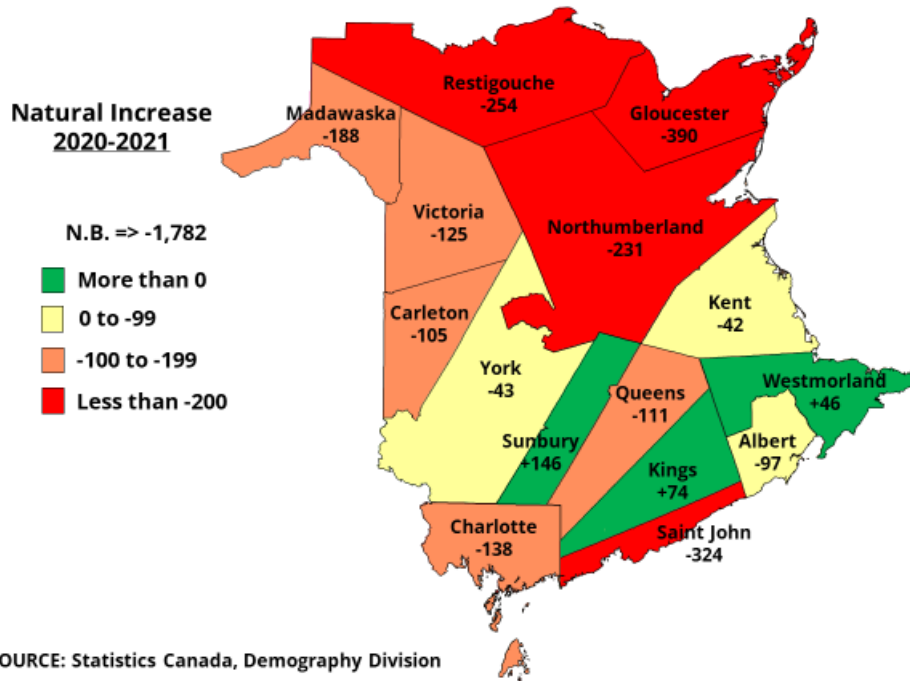 Natural Increase
2020-2021
N.B. => -1,782
More than 0
0 to -99
-100 to -199
Less than -200
Restigouche
-254
Gloucester
-390
Madawaska
-188
Victoria
-125
Northumberland
-231
Carleton
-105
Kent
-42
York
-43
Queens
-111
Westmorland
+46
Sunbury
+146
Albert
-97
Kings
+74
Charlotte
-138
Saint John
-324
OURCE: Statistics Canada, Demography Division